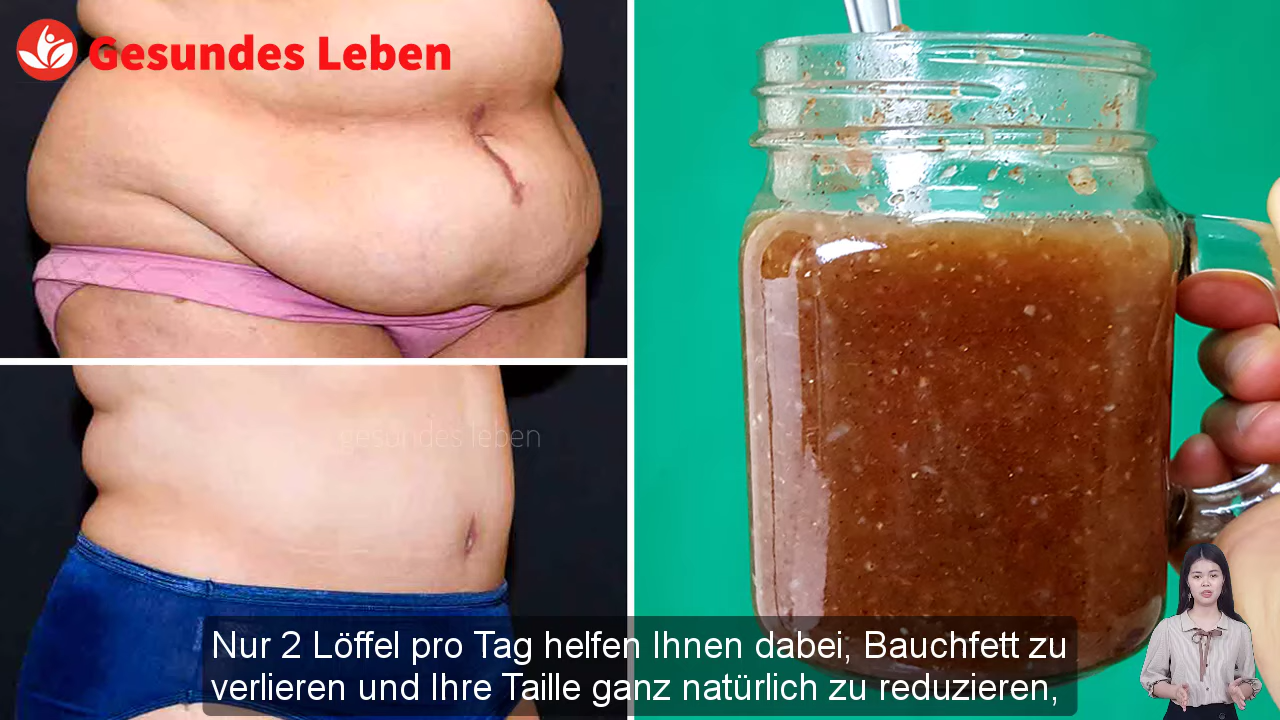 Gesundes Leben
gesundes leben
Nur 2 Löffel pro Tag helfen Ihnen dabei, Bauchfett zu
verlieren und Ihre Taille ganz natürlich zu reduzieren,